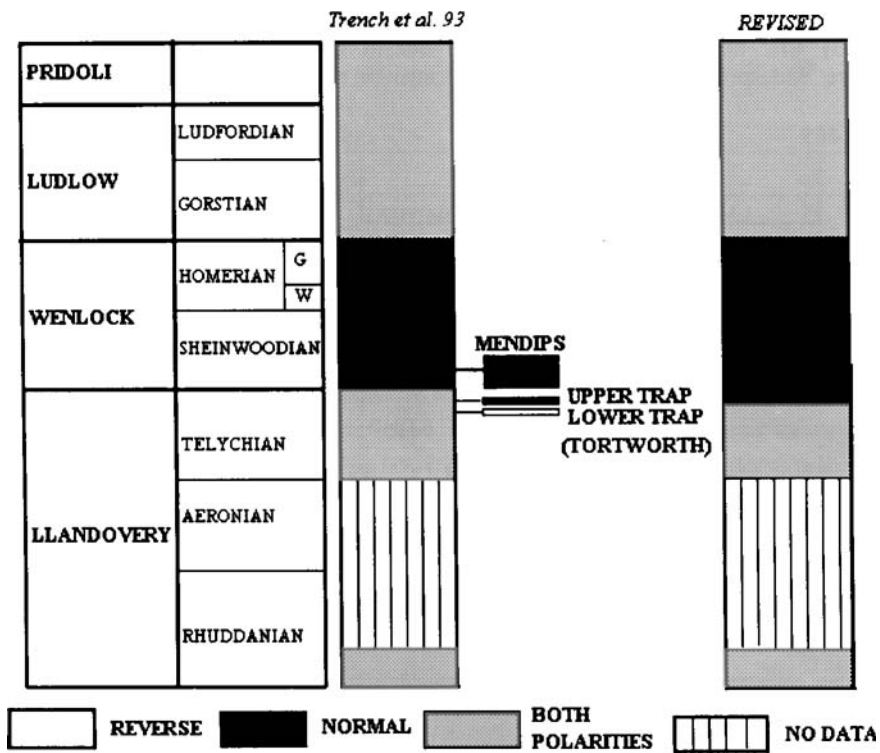 Trench et al. 93
REVISED
PRIDOLI
LUDLOW
LUDFORDIAN
GORSTIAN
WENLOCK
HOMERIAN
G
W
SHEINWOODIAN
LLANDOVERY
TELYCHIAN
AERONIAN
RHUDDANIAN
MENDIPS
UPPER TRAP
LOWER TRAP
(TORTWORTH)
REVERSE
NORMAL
BOTH
POLARITIES
NO DATA